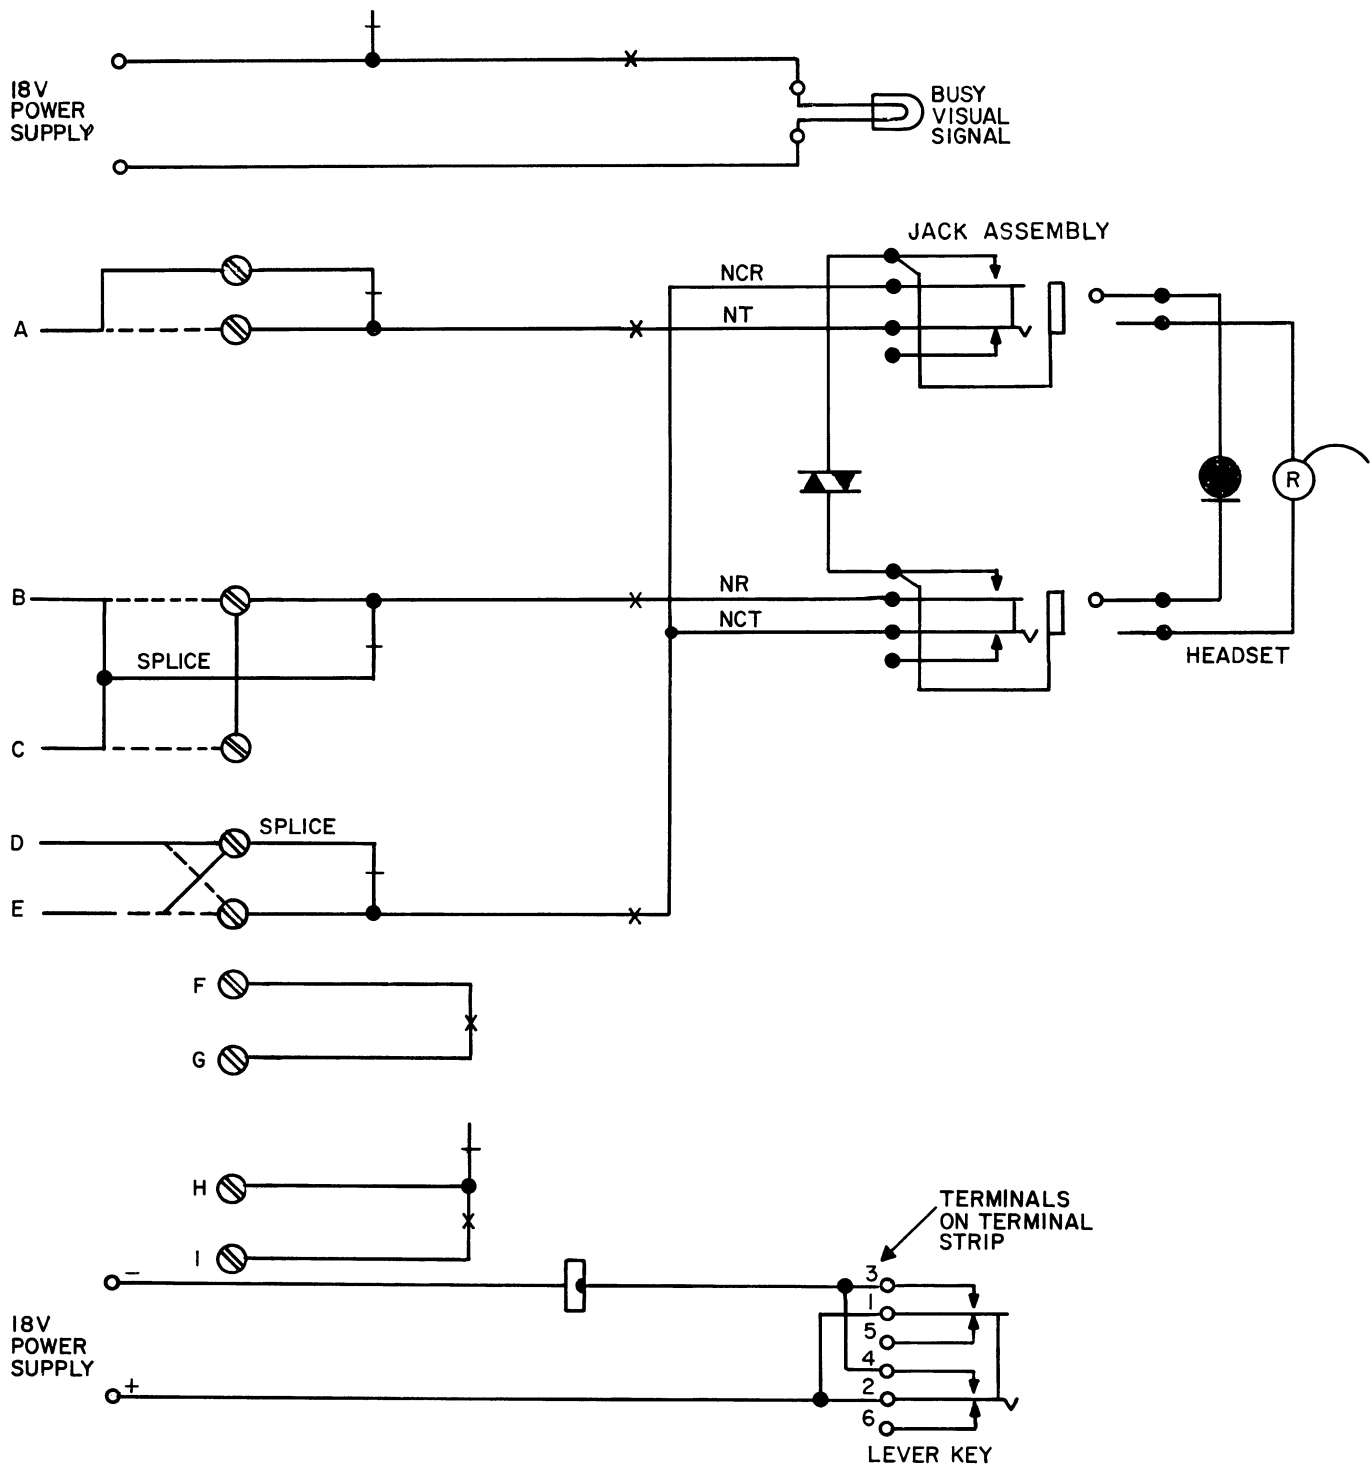 18V
POWER
SUPPLY
BUSY
VISUAL
SIGNAL
JACK ASSEMBLY
NCR
A
NT
R
B
NR
NCT
SPLICE
HEADSET
C
D
SPLICE
E
F
G
H
I
TERMINALS
ON TERMINAL
STRIP
−
3
1
18V
POWER
SUPPLY
5
4
+
2
6
LEVER KEY